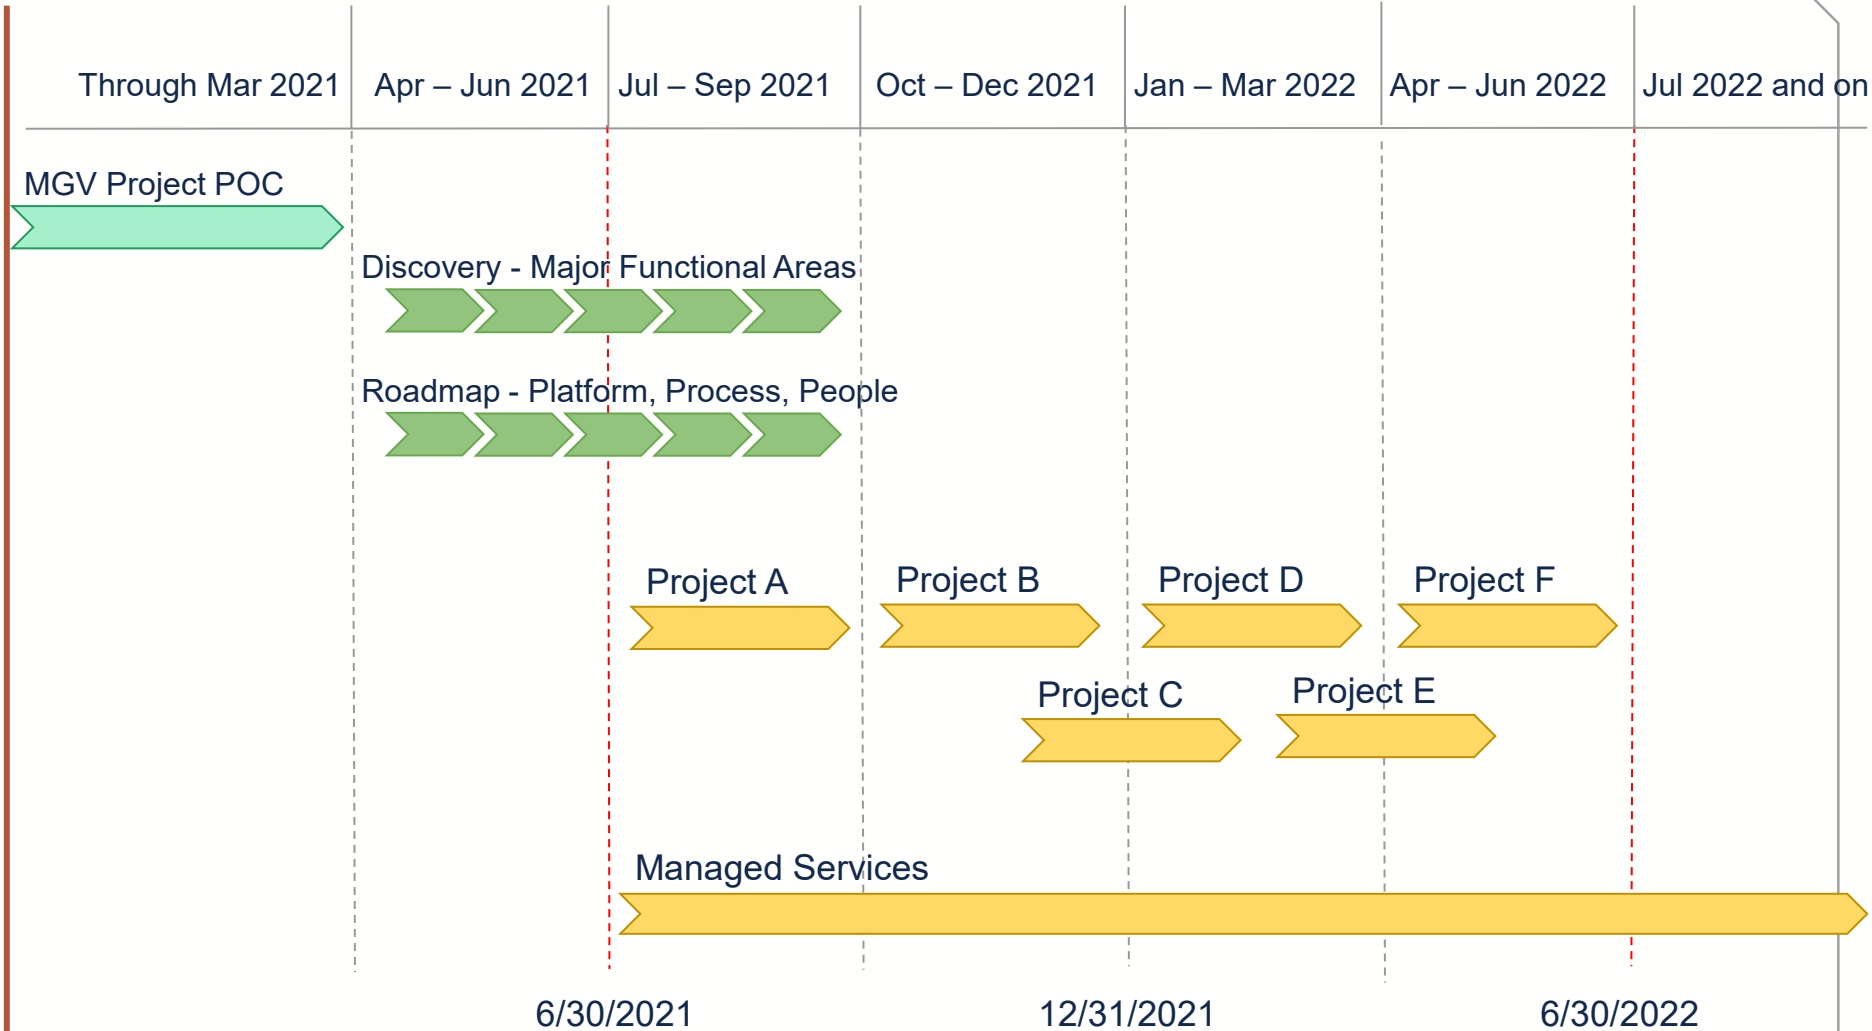 Through Mar 2021
Apr – Jun 2021
Jul – Sep 2021
Oct – Dec 2021
Jan – Mar 2022
Apr – Jun 2022
Jul 2022 and on
MGV Project POC
Discovery - Major Functional Areas
Roadmap - Platform, Process, People
Project A
Project B
Project D
Project F
Project C
Project E
Managed Services
6/30/2021
12/31/2021
6/30/2022